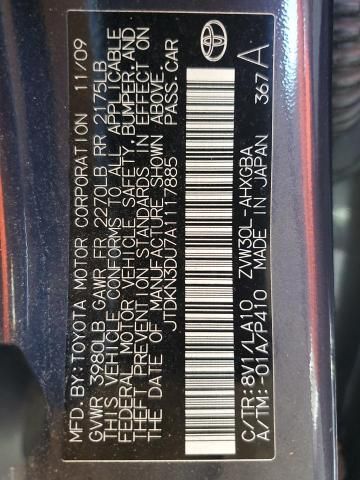 MFD. BY: TOYOTA MOTOR CORPORATION 11/09
GVWR 3980LB GAWR FR 2270LB RR 2175LB
THIS VEHICLE CONFORMS TO ALL APPLICABLE
FEDERAL MOTOR VEHICLE SAFETY, BUMPER, AND
THEFT PREVENTION STANDARDS IN EFFECT ON
THE DATE OF MANUFACTURE SHOWN ABOVE.
JTDKN3DU7A1117885 PASS. CAR
C/TR: 8V1/LA10 ZVW30L-AHXGBA
A/TM: -01A/P410 MADE IN JAPAN 367 A
TOYOTA